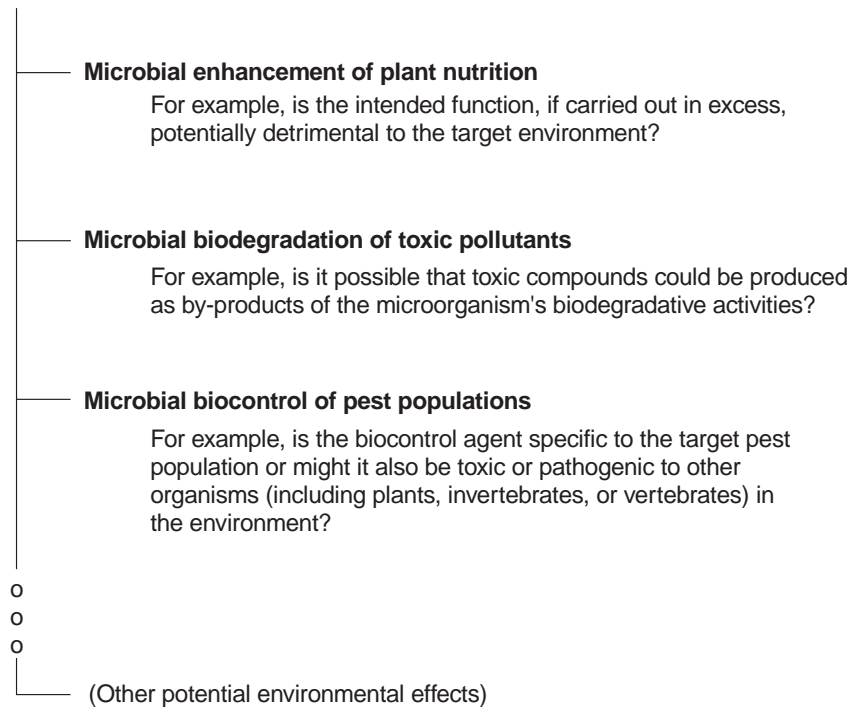 Microbial enhancement of plant nutrition
For example, is the intended function, if carried out in excess,
potentially detrimental to the target environment?
Microbial biodegradation of toxic pollutants
For example, is it possible that toxic compounds could be produced
as by-products of the microorganism's biodegradative activities?
Microbial biocontrol of pest populations
For example, is the biocontrol agent specific to the target pest
population or might it also be toxic or pathogenic to other
organisms (including plants, invertebrates, or vertebrates) in
the environment?
o
o
o
(Other potential environmental effects)